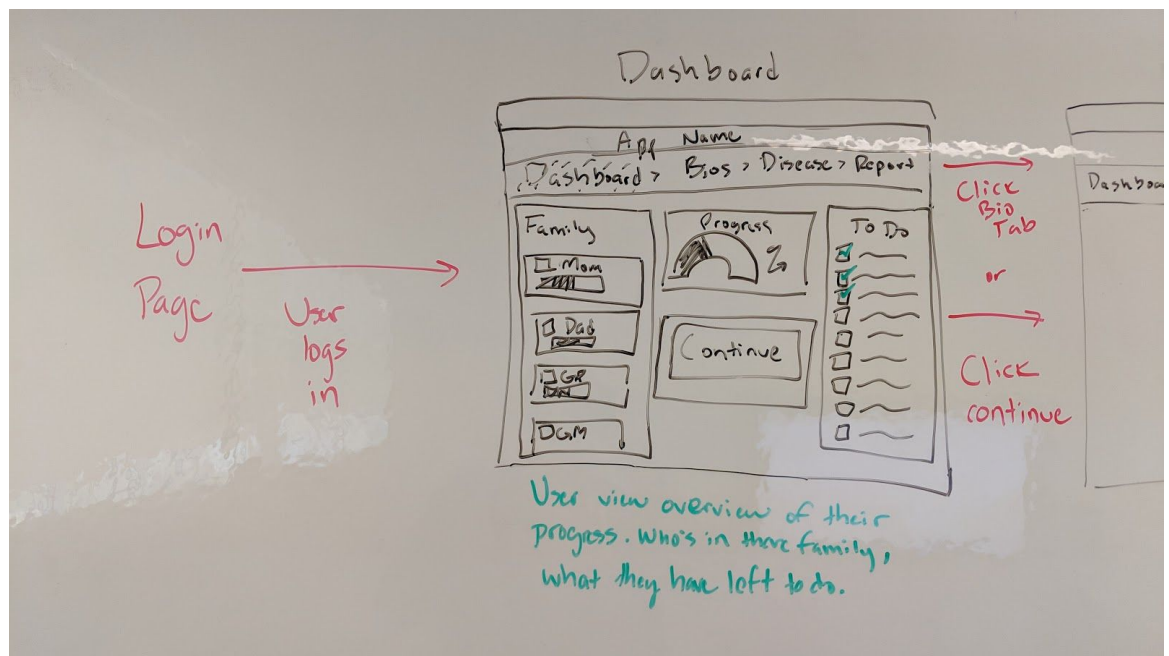 Dashboard
App Name
Dashboard > Bios > Disease > Report
Login
Page
User
logs
in
Family
Mom
Dad
GP
GM
Progress
%
Continue
To Do
Click
Bio
Tab
or
Click
continue
Dashboa
User view overview of their
progress. Who's in there family,
what they have left to do.